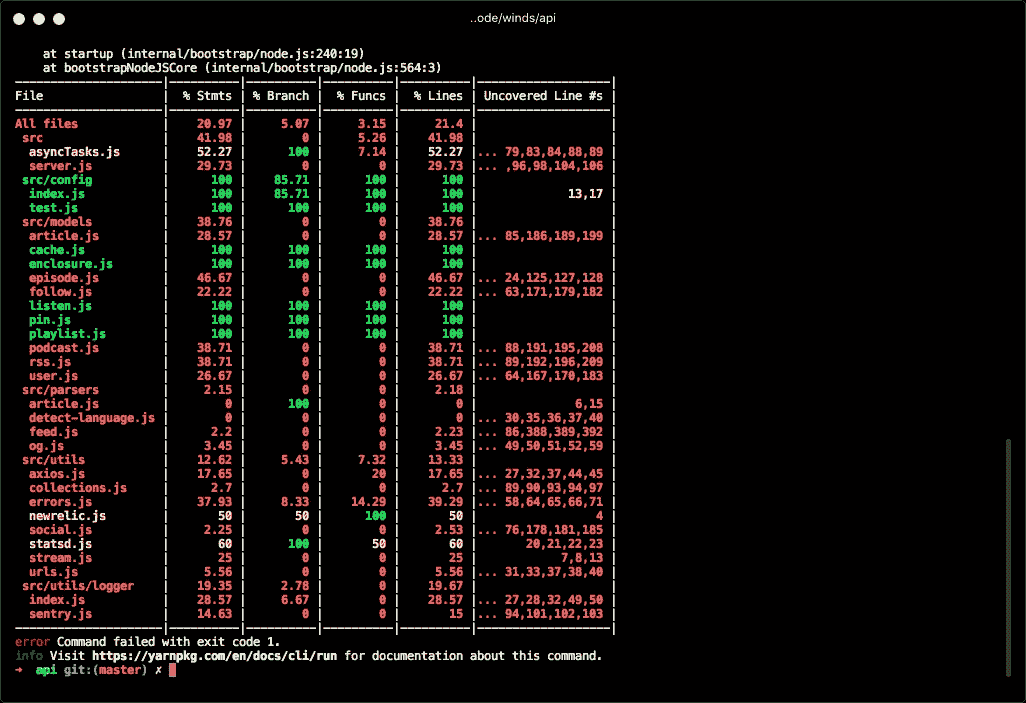 ..ode/winds/api
at startup (internal/bootstrap/node.js:240:19)
at bootstrapNodeJSCore (internal/bootstrap/node.js:564:3)
File | % Stmts | % Branch | % Funcs | % Lines | Uncovered Line #s |
All files | 20.97 | 5.07 | 3.15 | 21.4 | |
src | 41.98 | 0 | 5.26 | 41.98 | |
asyncTasks.js | 52.27 | 100 | 7.14 | 52.27 |... 79,83,84,88,89 |
server.js | 29.73 | 0 | 0 | 29.73 |... ,96,98,104,106 |
src/config | 100 | 85.71 | 100 | 100 | |
index.js | 100 | 85.71 | 100 | 100 | 13,17 |
test.js | 100 | 100 | 100 | 100 | |
src/models | 38.76 | 0 | 0 | 38.76 | |
article.js | 28.57 | 0 | 0 | 28.57 |... 85,186,189,199 |
cache.js | 100 | 100 | 100 | 100 | |
enclosure.js | 100 | 100 | 100 | 100 | |
episode.js | 46.67 | 0 | 0 | 46.67 |... 24,125,127,128 |
follow.js | 22.22 | 0 | 0 | 22.22 |... 63,171,179,182 |
listen.js | 100 | 100 | 100 | 100 | |
pin.js | 100 | 100 | 100 | 100 | |
playlist.js | 100 | 100 | 100 | 100 | |
podcast.js | 38.71 | 0 | 0 | 38.71 |... 88,191,195,208 |
rss.js | 38.71 | 0 | 0 | 38.71 |... 89,192,196,209 |
user.js | 26.67 | 0 | 0 | 26.67 |... 64,167,170,183 |
src/parsers | 2.15 | 0 | 0 | 2.18 | |
article.js | 0 | 100 | 0 | 0 | 6,15 |
detect-language.js | 0 | 0 | 0 | 0 |... 30,35,36,37,40 |
feed.js | 2.2 | 0 | 0 | 2.23 |... 86,388,389,392 |
og.js | 3.45 | 0 | 0 | 3.45 |... 49,50,51,52,59 |
src/utils | 12.62 | 5.43 | 7.32 | 13.33 | |
axios.js | 17.65 | 0 | 20 | 17.65 |... 27,32,37,44,45 |
collections.js | 2.7 | 0 | 0 | 2.7 |... 89,90,93,94,97 |
errors.js | 37.93 | 8.33 | 14.29 | 39.29 |... 58,64,65,66,71 |
newrelic.js | 50 | 50 | 100 | 50 | 4 |
social.js | 2.25 | 0 | 0 | 2.53 |... 76,178,181,185 |
statsd.js | 60 | 100 | 50 | 60 | 20,21,22,23 |
stream.js | 25 | 0 | 0 | 25 | 7,8,13 |
urls.js | 5.56 | 0 | 0 | 5.56 |... 31,33,37,38,40 |
src/utils/logger | 19.35 | 2.78 | 0 | 19.67 | |
index.js | 28.57 | 6.67 | 0 | 28.57 |... 27,28,32,49,50 |
sentry.js | 14.63 | 0 | 0 | 15 |... 94,101,102,103 |
error Command failed with exit code 1.
info Visit https://yarnpkg.com/en/docs/cli/run for documentation about this command.
➜ api git:(master) ✗